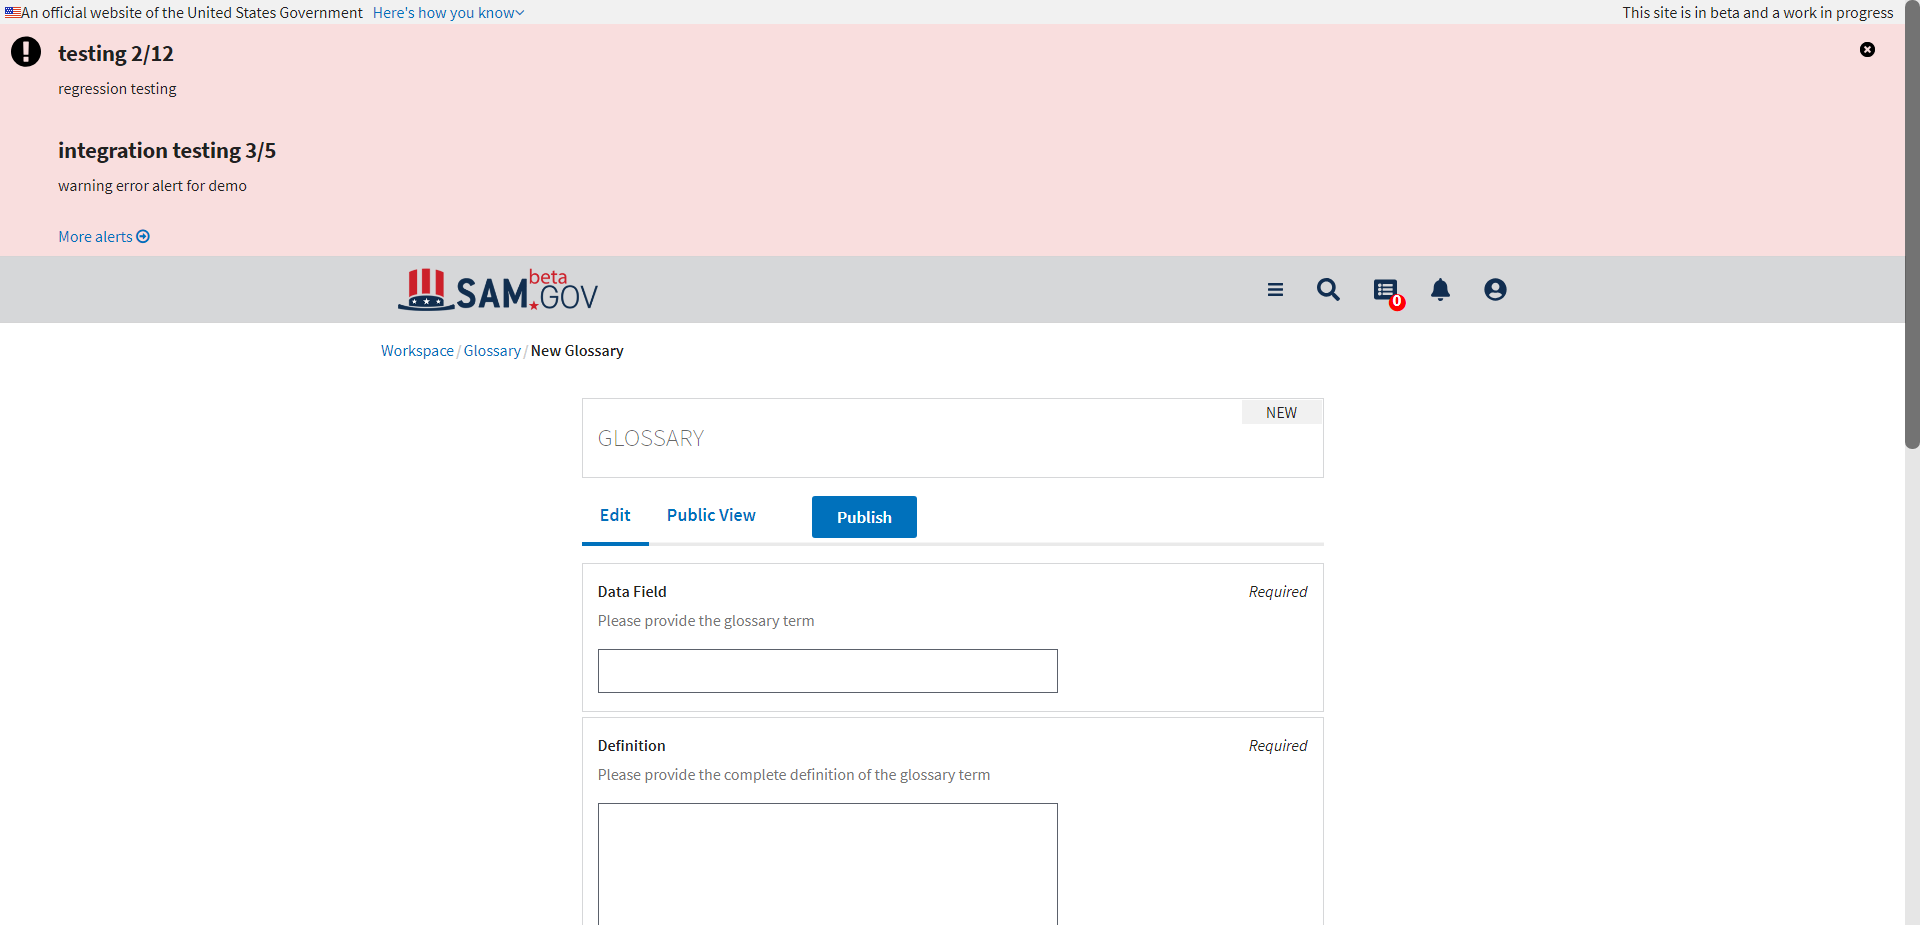 An official website of the United States Government Here's how you know
This site is in beta and a work in progress
testing 2/12
regression testing
integration testing 3/5
warning error alert for demo
More alerts
SAM.GOV beta
0
Workspace / Glossary / New Glossary
NEW
GLOSSARY
Edit Public View Publish
Data Field Required
Please provide the glossary term
Definition Required
Please provide the complete definition of the glossary term